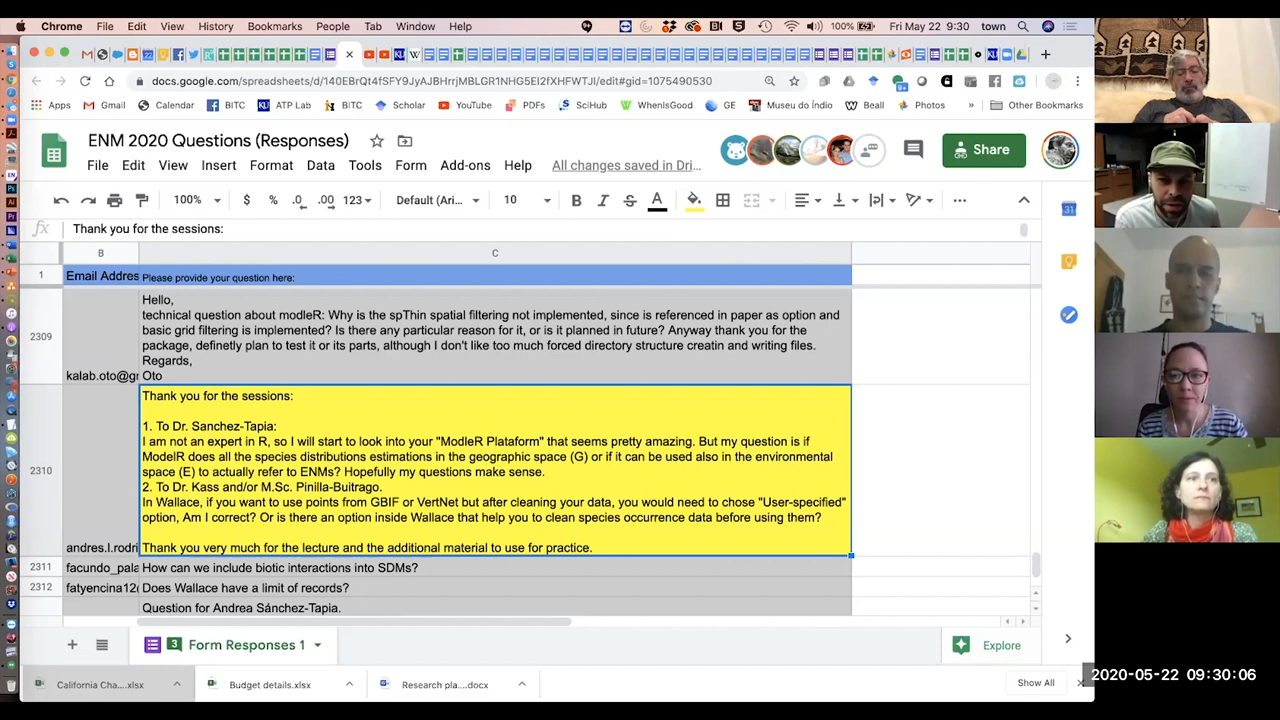 Chrome File Edit View History Bookmarks People Tab Window Help 100% Fri May 22 9:30 town
docs.google.com/spreadsheets/d/140EBrQt4fSFY9JyAJBHrrjMBLGR1NHG5EI2fXHFWTJI/edit#gid=1075490530
Apps Gmail Calendar BITC ATP Lab BITC Scholar YouTube PDFs SciHub WhenIsGood GE Museu do Índio Beall Photos » Other Bookmarks
ENM 2020 Questions (Responses)
Share
File Edit View Insert Format Data Tools Form Add-ons Help All changes saved in Dri...
100% $ % .0 .00 123 Default (Ari... 10 B I S A
fx Thank you for the sessions:
B C
1 Email Addres Please provide your question here:
Hello,
technical question about modleR: Why is the spThin spatial filtering not implemented, since is referenced in paper as option and
basic grid filtering is implemented? Is there any particular reason for it, or is it planned in future? Anyway thank you for the
package, definetly plan to test it or its parts, although I don't like too much forced directory structure creatin and writing files.
Regards,
2309 kalab.oto@gr Oto
Thank you for the sessions:
1. To Dr. Sanchez-Tapia:
I am not an expert in R, so I will start to look into your "ModleR Plataform" that seems pretty amazing. But my question is if
ModelR does all the species distributions estimations in the geographic space (G) or if it can be used also in the environmental
space (E) to actually refer to ENMs? Hopefully my questions make sense.
2. To Dr. Kass and/or M.Sc. Pinilla-Buitrago.
In Wallace, if you want to use points from GBIF or VertNet but after cleaning your data, you would need to chose "User-specified"
option, Am I correct? Or is there an option inside Wallace that help you to clean species occurrence data before using them?
2310 andres.l.rodri Thank you very much for the lecture and the additional material to use for practice.
2311 facundo_pala How can we include biotic interactions into SDMs?
2312 fatyencina12 Does Wallace have a limit of records?
Question for Andrea Sánchez-Tapia.
3 Form Responses 1 Explore
California Cha....xlsx Budget details.xlsx Research pla....docx Show All
2020-05-22 09:30:06